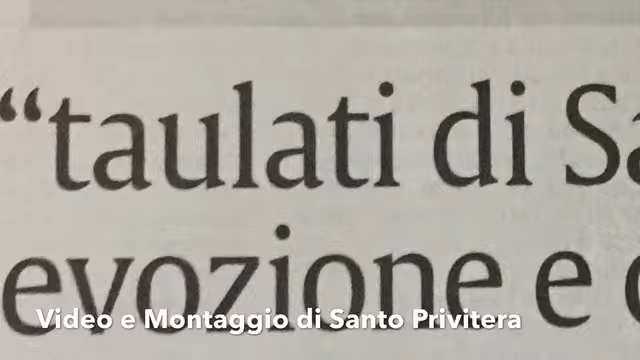 “taulati di
evozione e
Video e Montaggio di Santo Privitera